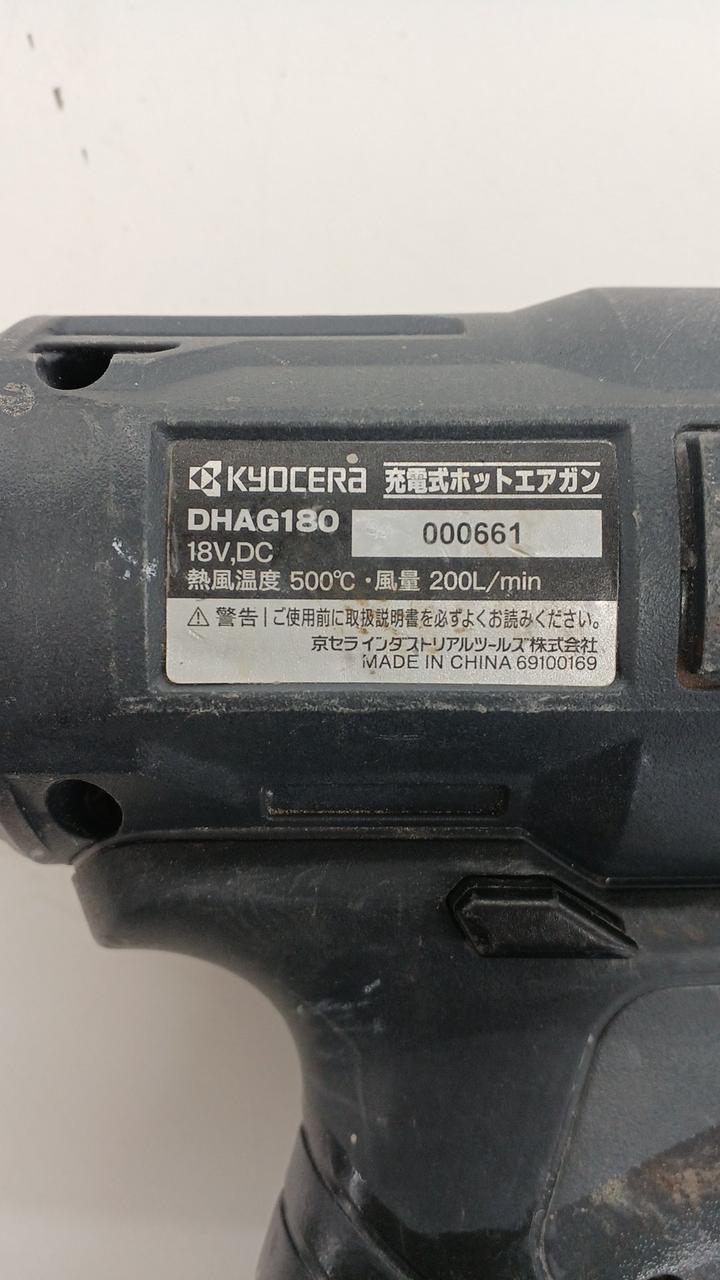 KYOCERA 充電式ホットエアガン
DHAG180 000661
18V,DC
熱風温度 500℃・風量 200L/min
⚠警告 | ご使用前に取扱説明書を必ずよくお読みください。
京セラインダストリアルツールズ株式会社
MADE IN CHINA 69100169